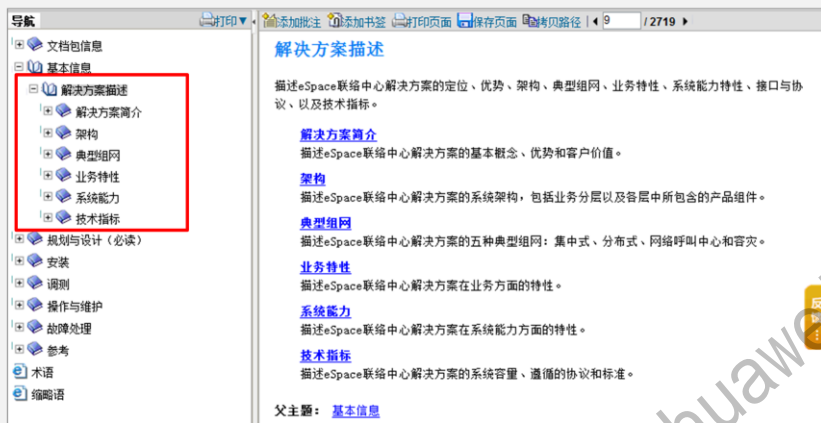 导航
打印▼
添加批注 添加书签 打印页面 保存页面 拷贝路径 9 / 2719
文档包信息
基本信息
解决方案描述
解决方案简介
架构
典型组网
业务特性
系统能力
技术指标
规划与设计（必读）
安装
调测
操作与维护
故障处理
参考
术语
缩略语
解决方案描述
描述eSpace联络中心解决方案的定位、优势、架构、典型组网、业务特性、系统能力特性、接口与协
议、以及技术指标。
解决方案简介
描述eSpace联络中心解决方案的基本概念、优势和客户价值。
架构
描述eSpace联络中心解决方案的系统架构，包括业务分层以及各层中所包含的产品组件。
典型组网
描述eSpace联络中心解决方案的五种典型组网：集中式、分布式、网络呼叫中心和容灾。
业务特性
描述eSpace联络中心解决方案在业务方面的特性。
系统能力
描述eSpace联络中心解决方案在系统能力方面的特性。
技术指标
描述eSpace联络中心解决方案的系统容量、遵循的协议和标准。
父主题： 基本信息
反
huawe